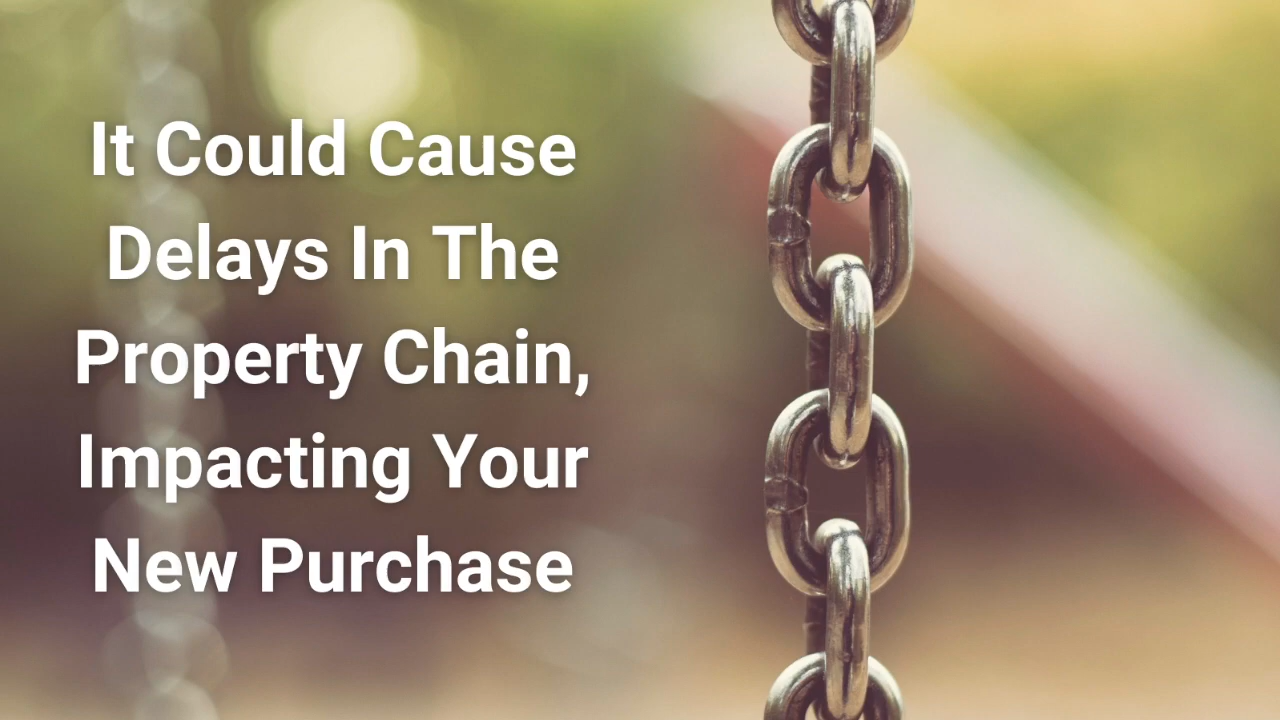 It Could Cause
Delays In The
Property Chain,
Impacting Your
New Purchase